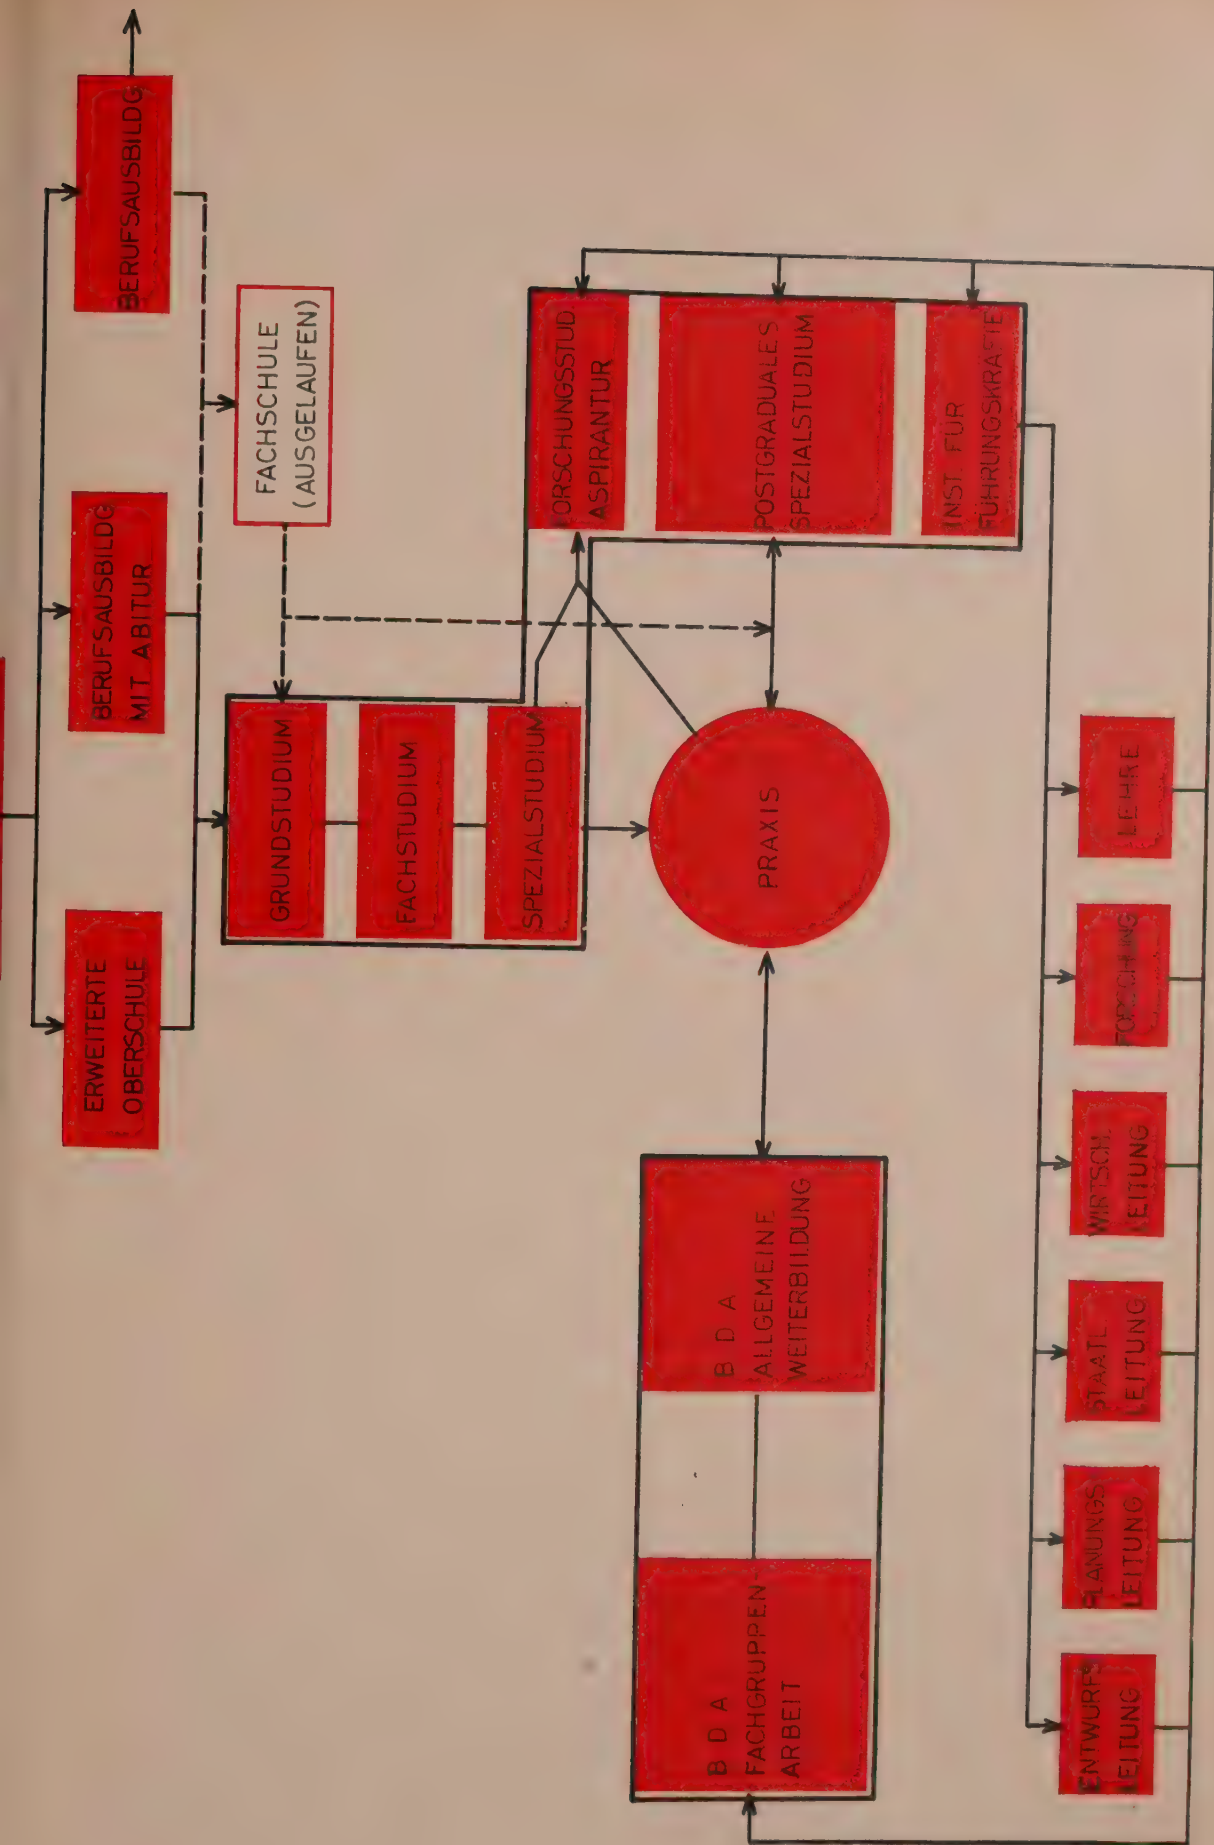 ERWEITERTE
OBERSCHULE
BERUFSAUSBILDG
MIT ABITUR
BERUFSAUSBILDG
FACHSCHULE
(AUSGELAUFEN)
GRUNDSTUDIUM
FACHSTUDIUM
SPEZIALSTUDIUM
FORSCHUNGSSTUD
ASPIRANTUR
POSTGRADUALES
SPEZIALSTUDIUM
INST. FÜR
FÜHRUNGSKRÄFTE
PRAXIS
B D A
ALLGEMEINE
WEITERBILDUNG
B D A
FACHGRUPPEN-
ARBEIT
ENTWURFS
LEITUNG
PLANUNGS
LEITUNG
STAATL.
LEITUNG
WIRTSCH.
LEITUNG
FORSCHUNG
LEHRE